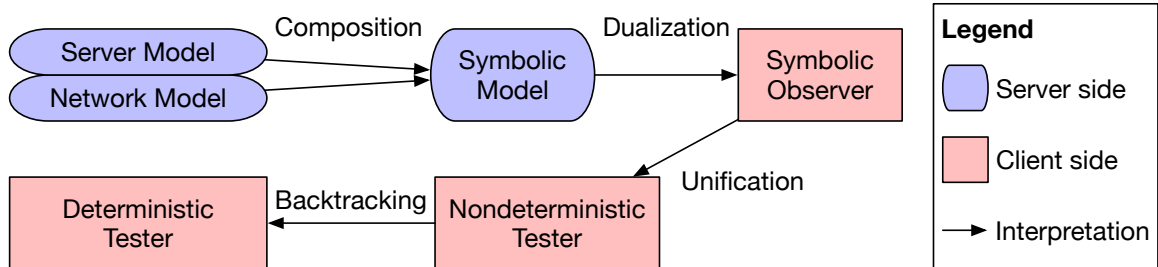 Server Model
Network Model
Composition
Symbolic
Model
Dualization
Symbolic
Observer
Unification
Nondeterministic
Tester
Backtracking
Deterministic
Tester
Legend
Server side
Client side
Interpretation